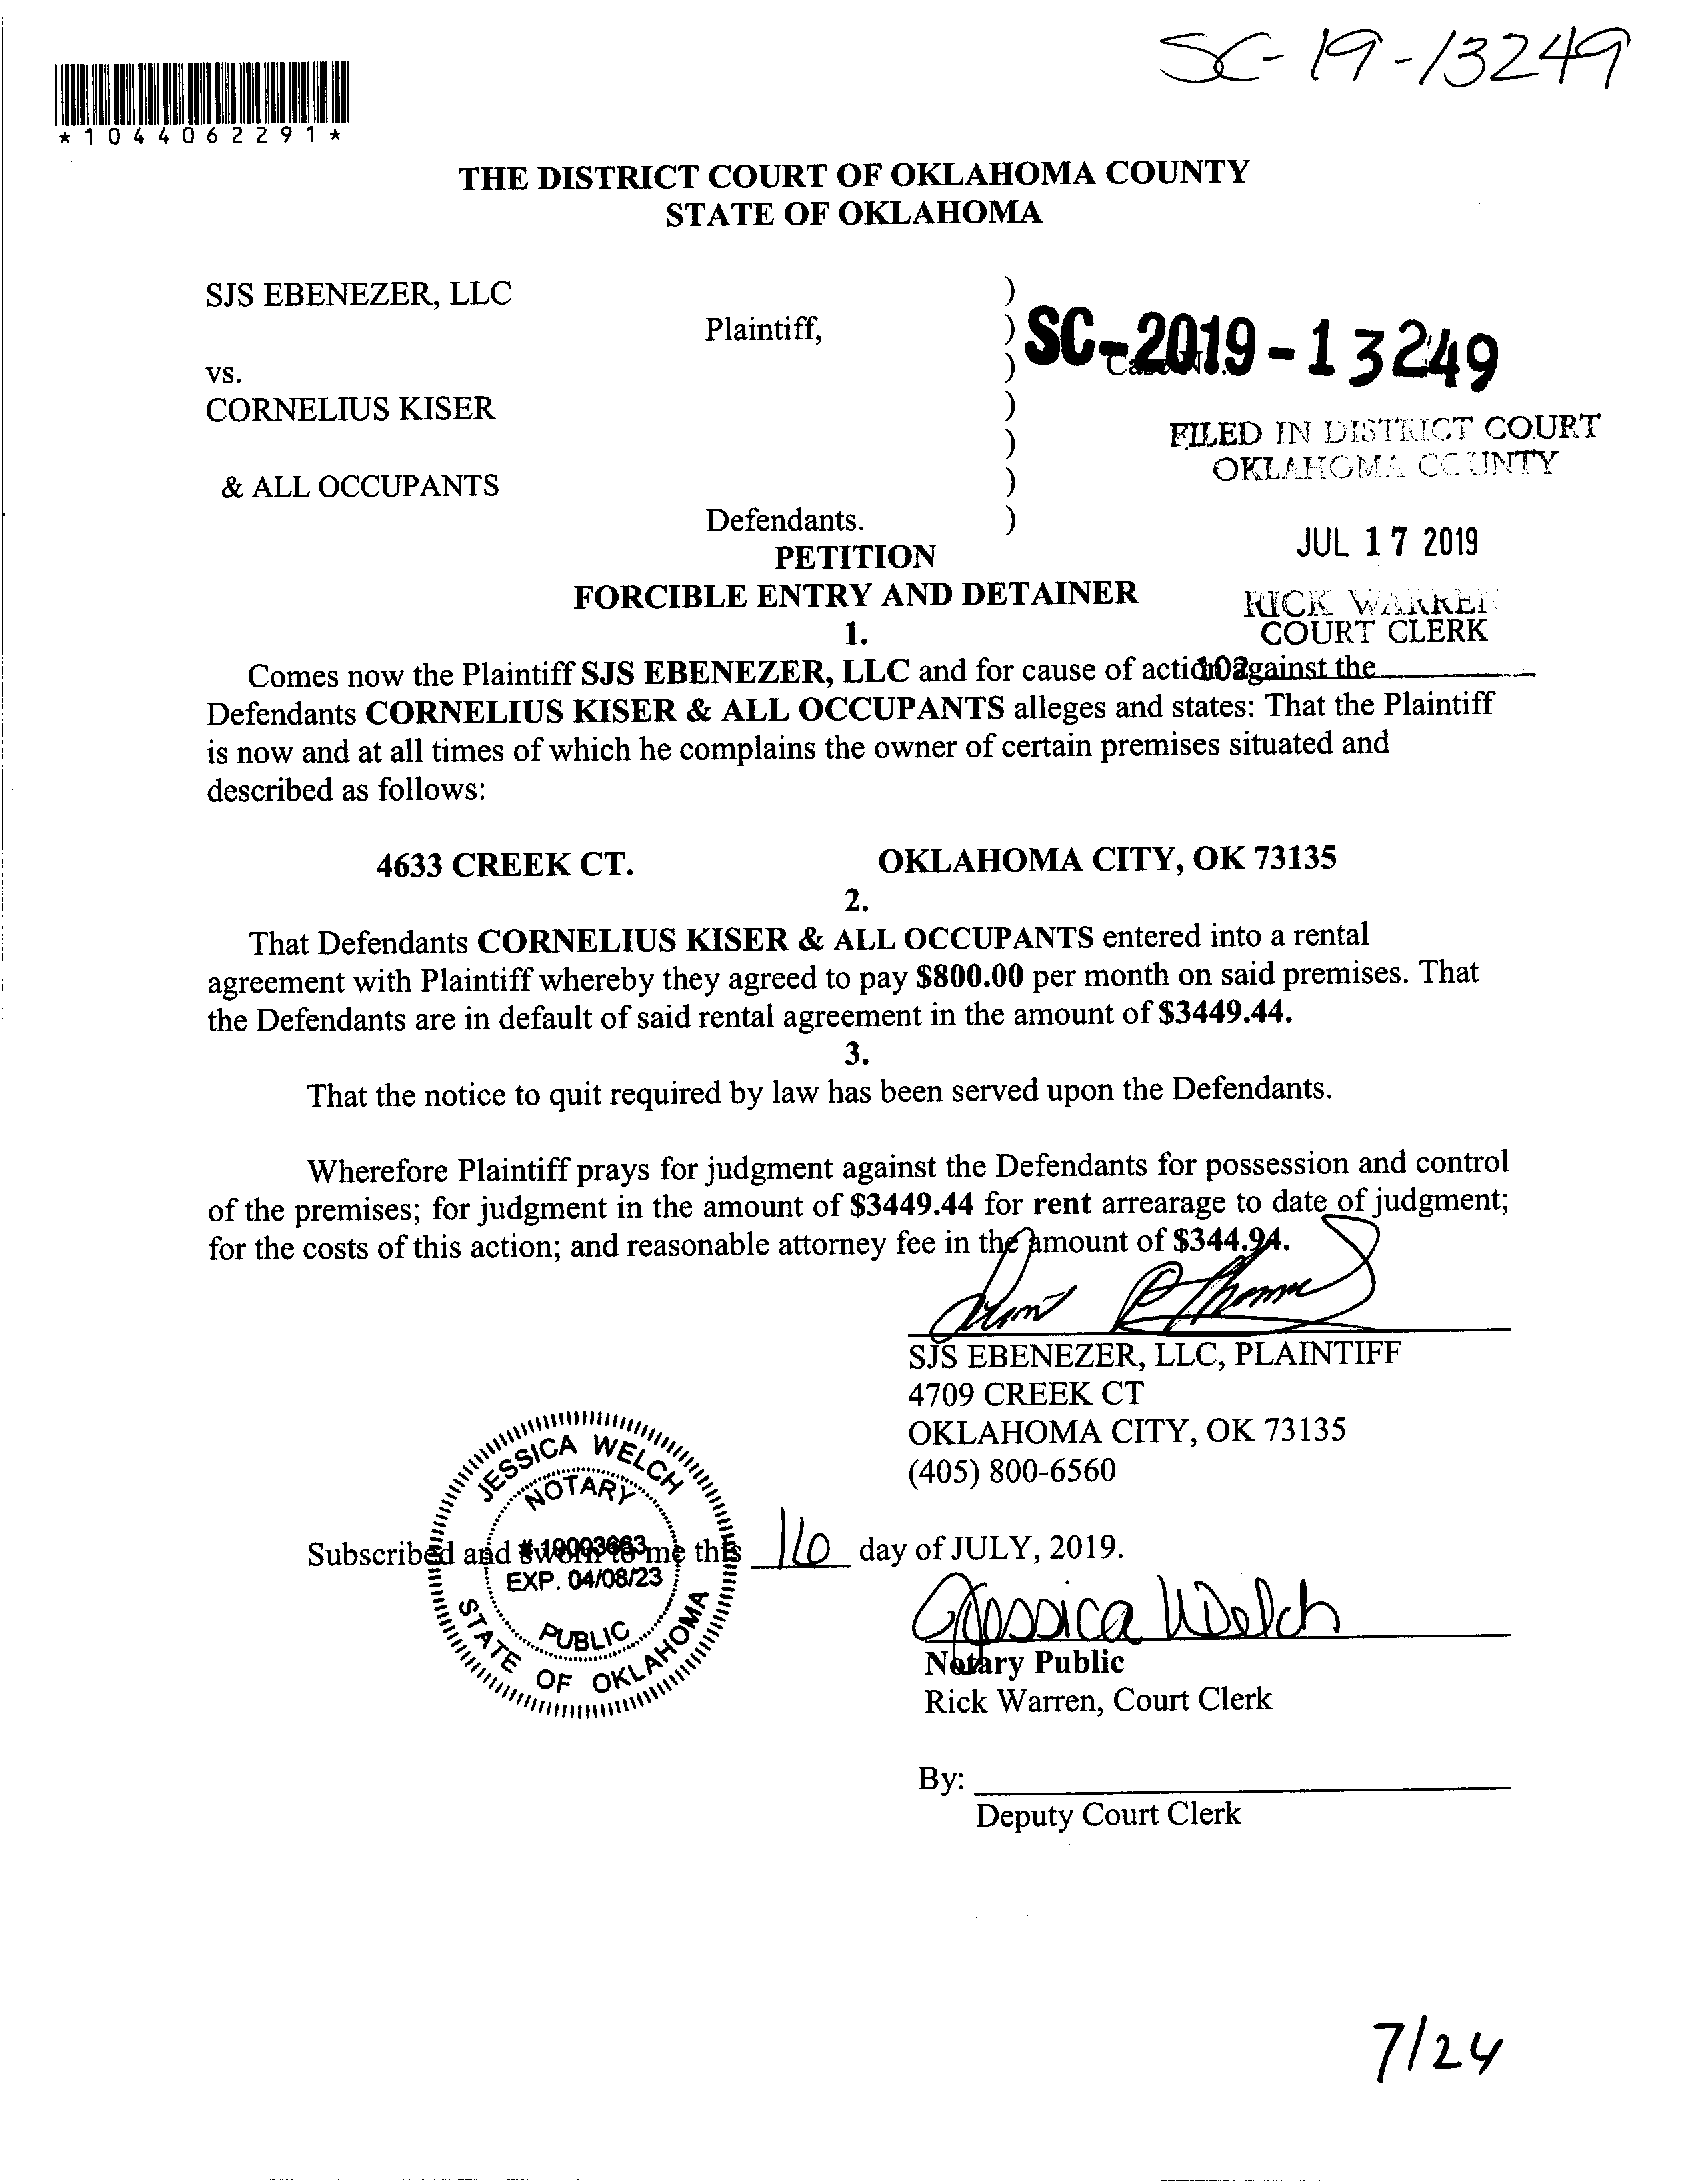 SC-19-13249
*1044062291*
THE DISTRICT COURT OF OKLAHOMA COUNTY
STATE OF OKLAHOMA
SJS EBENEZER, LLC )
Plaintiff, ) SC-2019-13249
vs. )
CORNELIUS KISER )
) FILED IN DISTRICT COURT
OKLAHOMA COUNTY
& ALL OCCUPANTS )
Defendants. )
JUL 17 2019
PETITION
FORCIBLE ENTRY AND DETAINER
RICK WARREN
1.
COURT CLERK
102
Comes now the Plaintiff SJS EBENEZER, LLC and for cause of action against the
Defendants CORNELIUS KISER & ALL OCCUPANTS alleges and states: That the Plaintiff
is now and at all times of which he complains the owner of certain premises situated and
described as follows:
4633 CREEK CT. OKLAHOMA CITY, OK 73135
2.
That Defendants CORNELIUS KISER & ALL OCCUPANTS entered into a rental
agreement with Plaintiff whereby they agreed to pay $800.00 per month on said premises. That
the Defendants are in default of said rental agreement in the amount of $3449.44.
3.
That the notice to quit required by law has been served upon the Defendants.
Wherefore Plaintiff prays for judgment against the Defendants for possession and control
of the premises; for judgment in the amount of $3449.44 for rent arrearage to date of judgment;
for the costs of this action; and reasonable attorney fee in the amount of $344.94.
SJS EBENEZER, LLC, PLAINTIFF
4709 CREEK CT
OKLAHOMA CITY, OK 73135
(405) 800-6560
JESSICA WELCH
NOTARY
Subscribed and sworn to me this 16 day of JULY, 2019.
#19003663
EXP. 04/08/23
PUBLIC
STATE OF OKLAHOMA
Jessica Welch
Notary Public
Rick Warren, Court Clerk
By:
Deputy Court Clerk
7/24